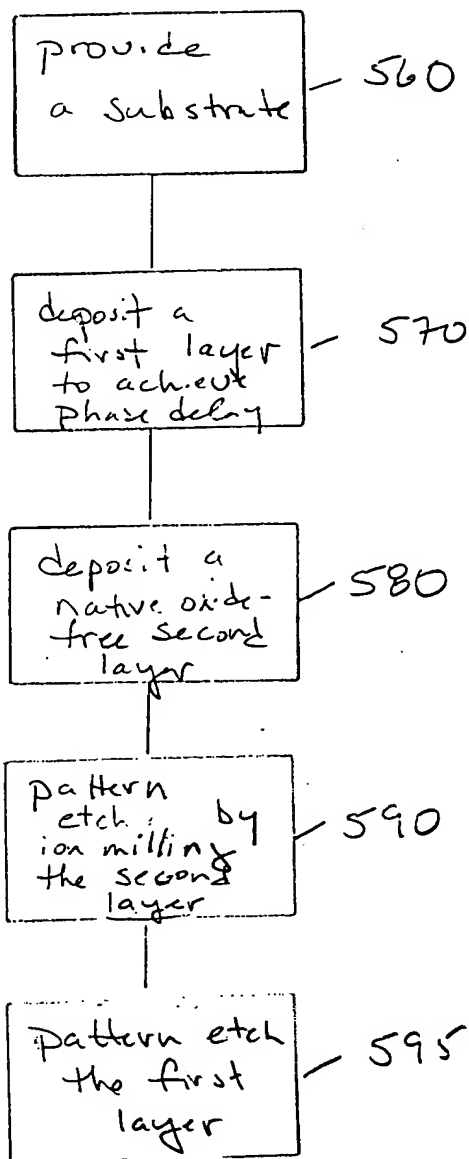 provide
a substrate
560
deposit a
first layer
to achieve
phase delay
570
deposit a
native oxide-
free second
layer
580
pattern
etch by
ion milling
the second
layer
590
pattern etch
the first
layer
595